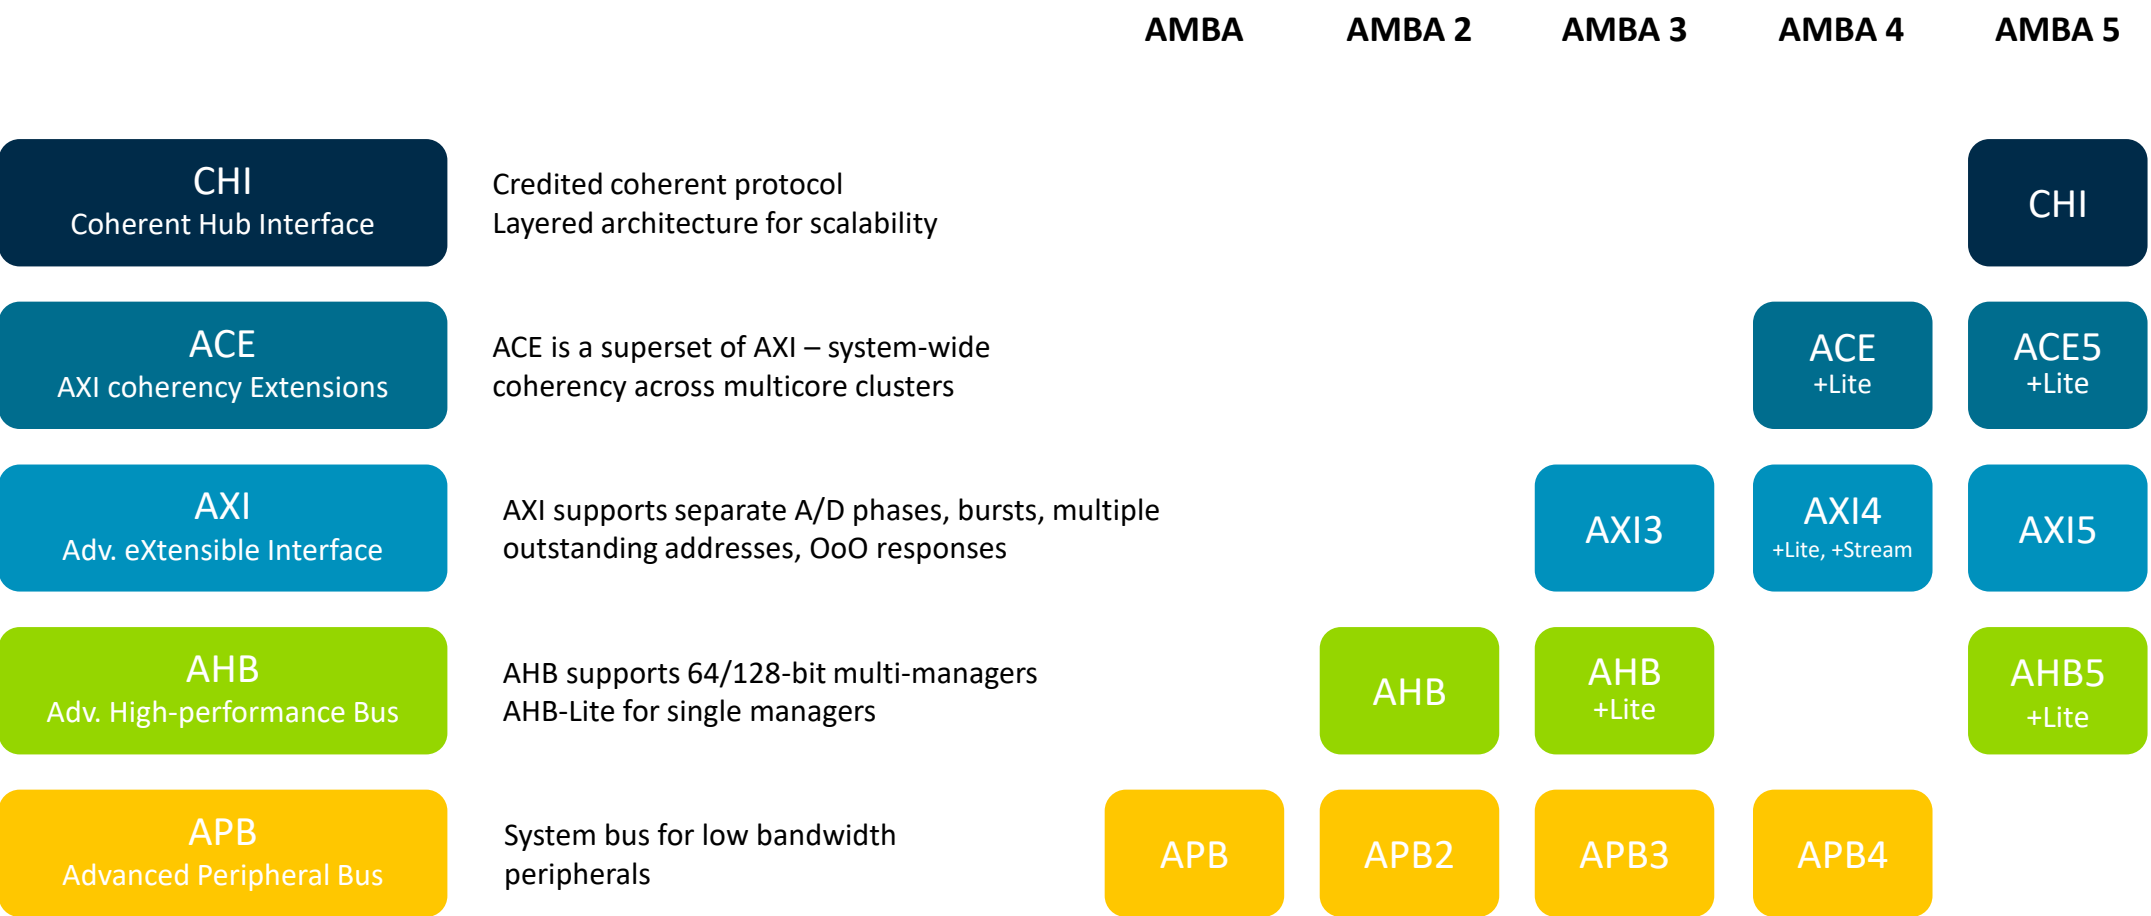 AMBA AMBA 2 AMBA 3 AMBA 4 AMBA 5
CHI
Coherent Hub Interface
Credited coherent protocol
Layered architecture for scalability
CHI
ACE
AXI coherency Extensions
ACE is a superset of AXI – system-wide
coherency across multicore clusters
ACE
+Lite
ACE5
+Lite
AXI
Adv. eXtensible Interface
AXI supports separate A/D phases, bursts, multiple
outstanding addresses, OoO responses
AXI3
AXI4
+Lite, +Stream
AXI5
AHB
Adv. High-performance Bus
AHB supports 64/128-bit multi-managers
AHB-Lite for single managers
AHB
AHB
+Lite
AHB5
+Lite
APB
Advanced Peripheral Bus
System bus for low bandwidth
peripherals
APB
APB2
APB3
APB4